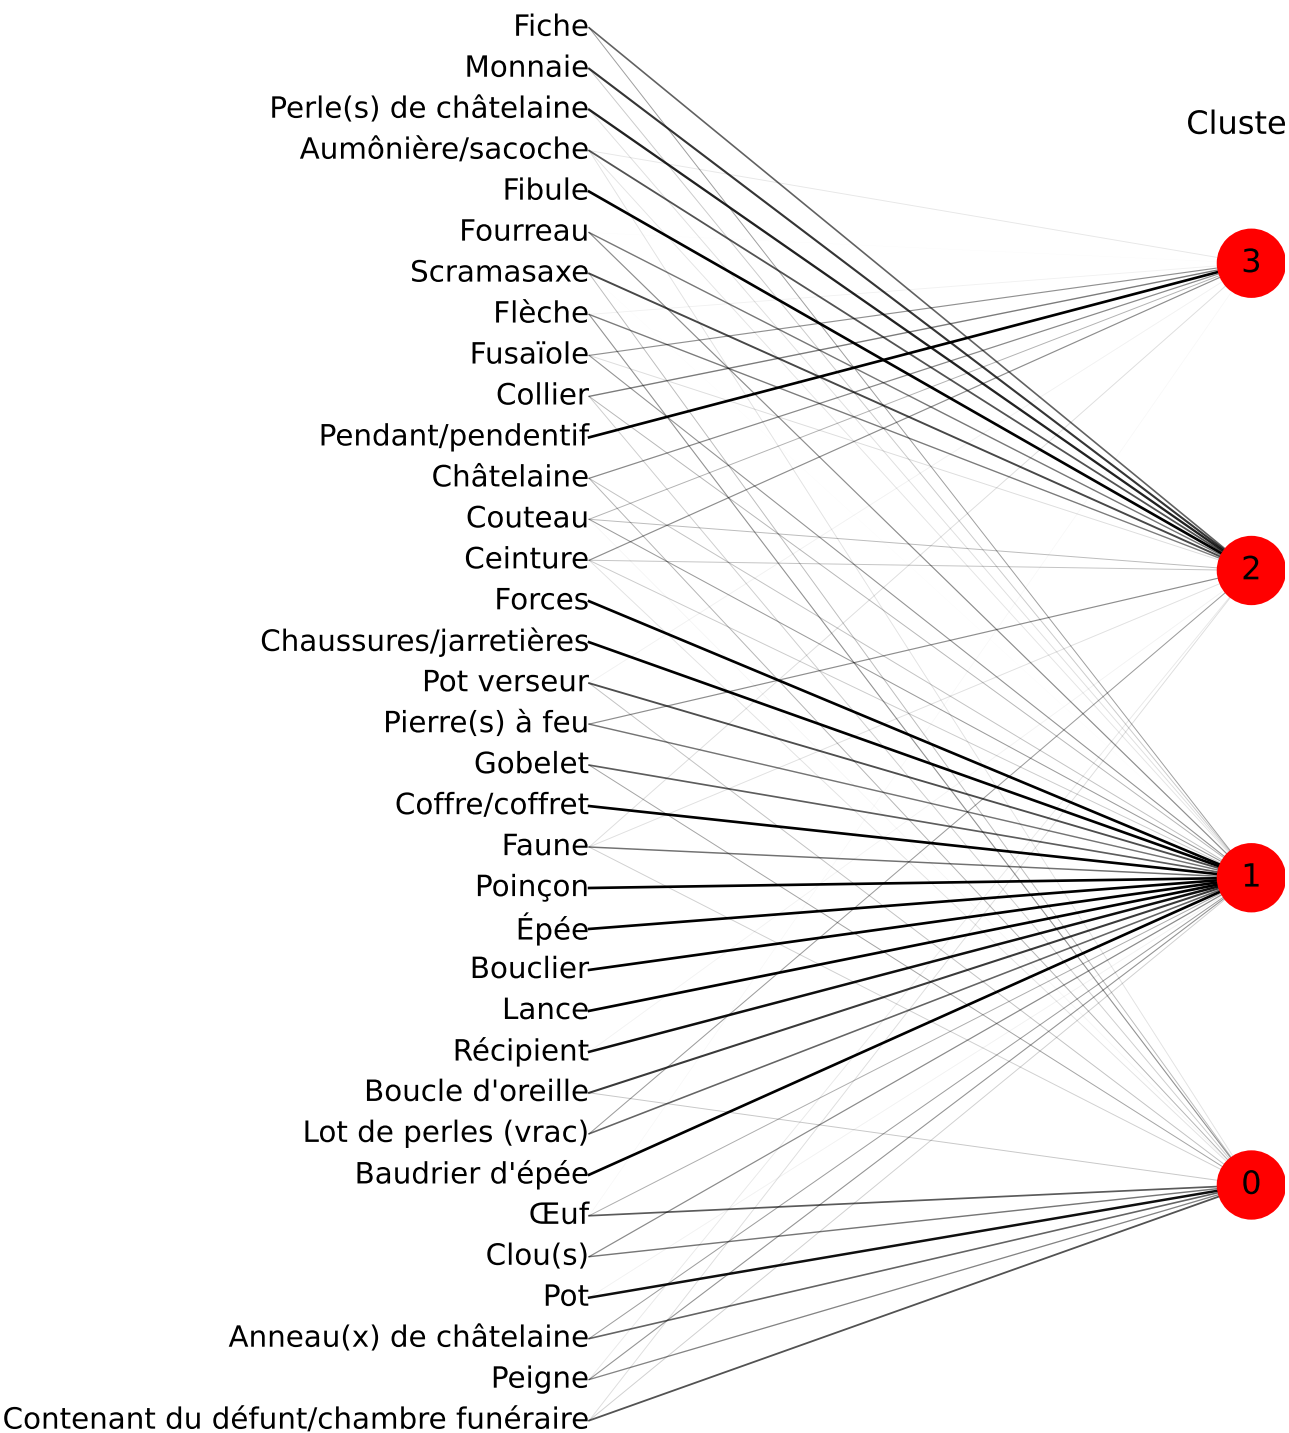 Fiche
Monnaie
Perle(s) de châtelaine
Aumônière/sacoche
Fibule
Fourreau
Scramasaxe
Flèche
Fusaïole
Collier
Pendant/pendentif
Châtelaine
Couteau
Ceinture
Forces
Chaussures/jarretières
Pot verseur
Pierre(s) à feu
Gobelet
Coffre/coffret
Faune
Poinçon
Épée
Bouclier
Lance
Récipient
Boucle d'oreille
Lot de perles (vrac)
Baudrier d'épée
Œuf
Clou(s)
Pot
Anneau(x) de châtelaine
Peigne
Contenant du défunt/chambre funéraire
Cluste
3
2
1
0